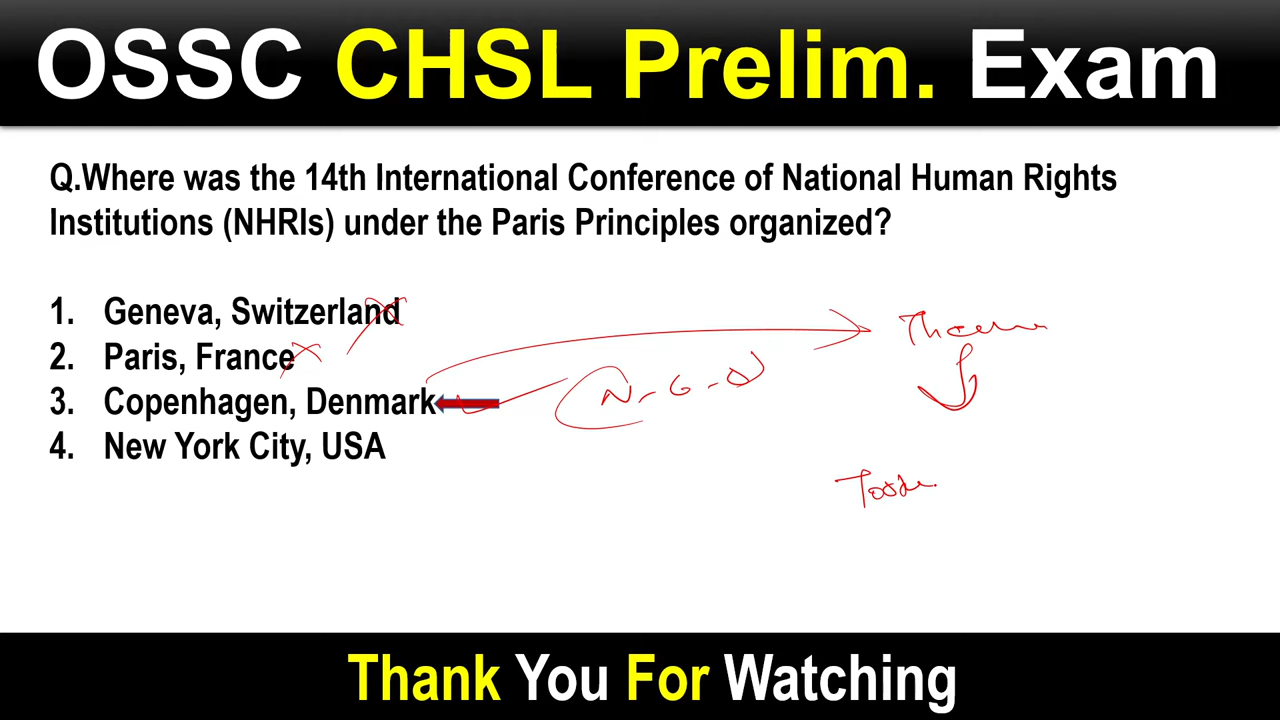 OSSC CHSL Prelim. Exam
Q.Where was the 14th International Conference of National Human Rights
Institutions (NHRIs) under the Paris Principles organized?
1. Geneva, Switzerland
2. Paris, France
3. Copenhagen, Denmark
4. New York City, USA
Thank You For Watching